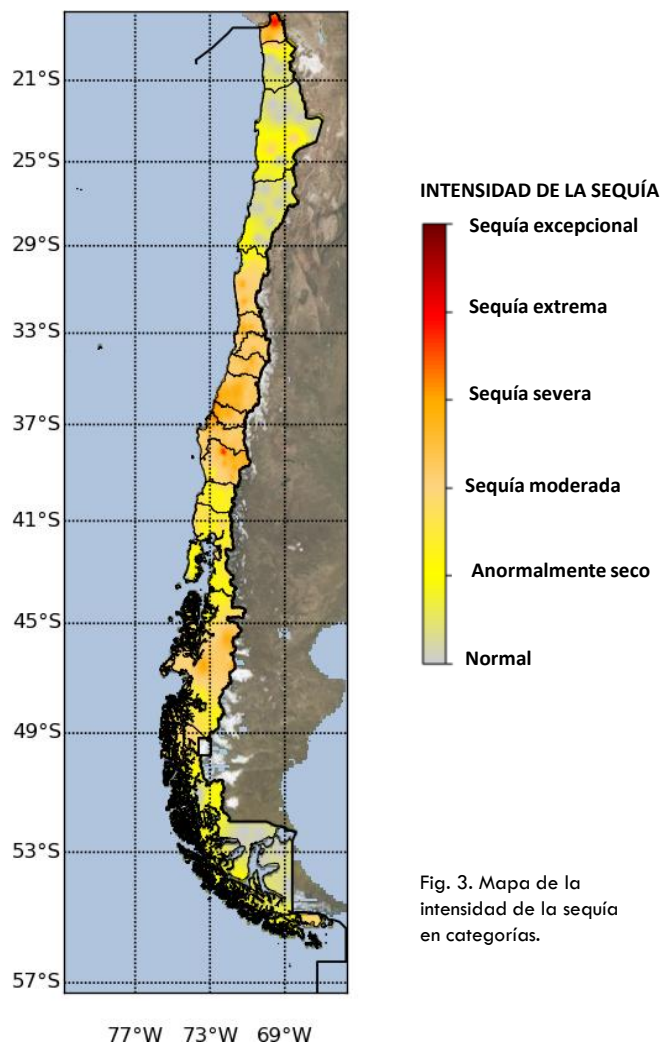 21°S
25°S
29°S
33°S
37°S
41°S
45°S
49°S
53°S
57°S
77°W 73°W 69°W
INTENSIDAD DE LA SEQUÍA
Sequía excepcional
Sequía extrema
Sequía severa
Sequía moderada
Anormalmente seco
Normal
Fig. 3. Mapa de la
intensidad de la sequía
en categorías.